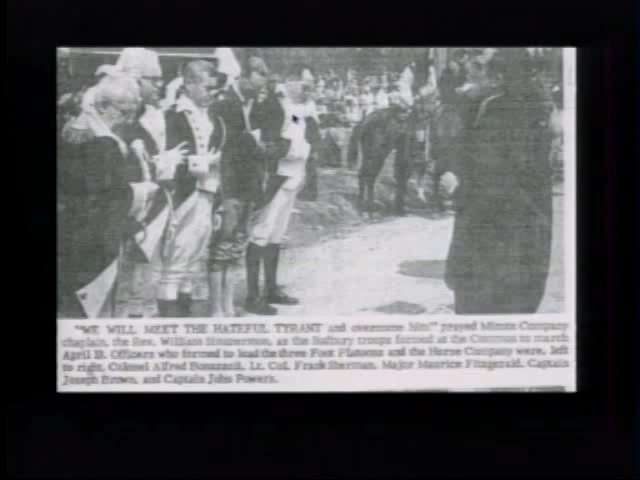 "WE WILL MEET THE HATEFUL TYRANT and overcome him" prayed Minute Company
chaplain, the Rev. William as the Sudbury troops formed at the Common to march
April 19. Officers who formed to lead the three Foot Platoons and the Horse Company were, left
to right, Colonel Alfred Bonazzoli, Lt. Col. Frank Sherman, Major Maurice Fitzgerald, Captain
Joseph Brown, and Captain John Powers.